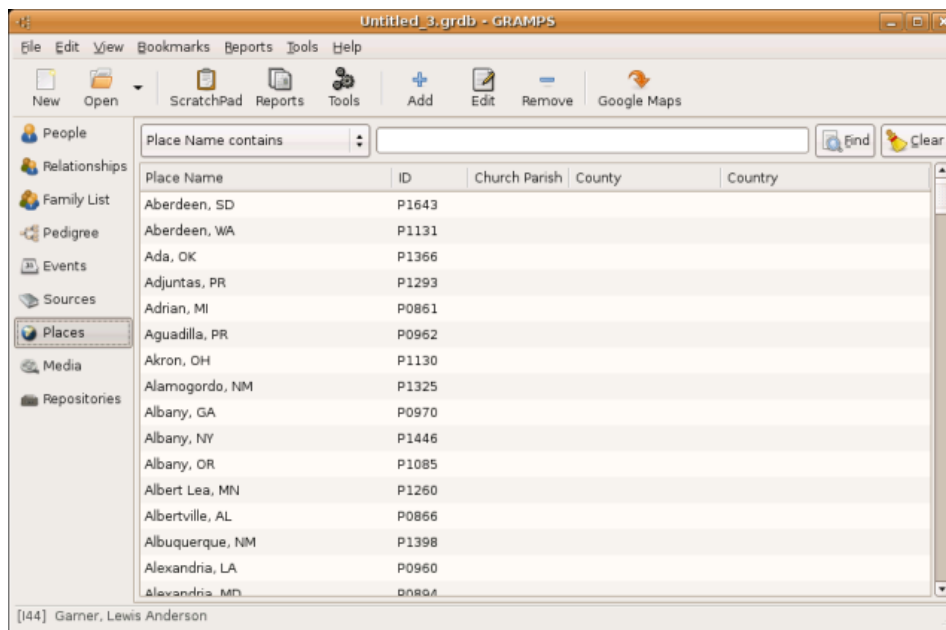 Untitled_3.grdb - GRAMPS
File Edit View Bookmarks Reports Tools Help
New Open ScratchPad Reports Tools Add Edit Remove Google Maps
People
Relationships
Family List
Pedigree
Events
Sources
Places
Media
Repositories
Place Name contains Find Clear
Place Name ID Church Parish County Country
Aberdeen, SD P1643
Aberdeen, WA P1131
Ada, OK P1366
Adjuntas, PR P1293
Adrian, MI P0861
Aguadilla, PR P0962
Akron, OH P1130
Alamogordo, NM P1325
Albany, GA P0970
Albany, NY P1446
Albany, OR P1085
Albert Lea, MN P1260
Albertville, AL P0866
Albuquerque, NM P1398
Alexandria, LA P0960
Alexandria, MD P0894
[I44] Garner, Lewis Anderson